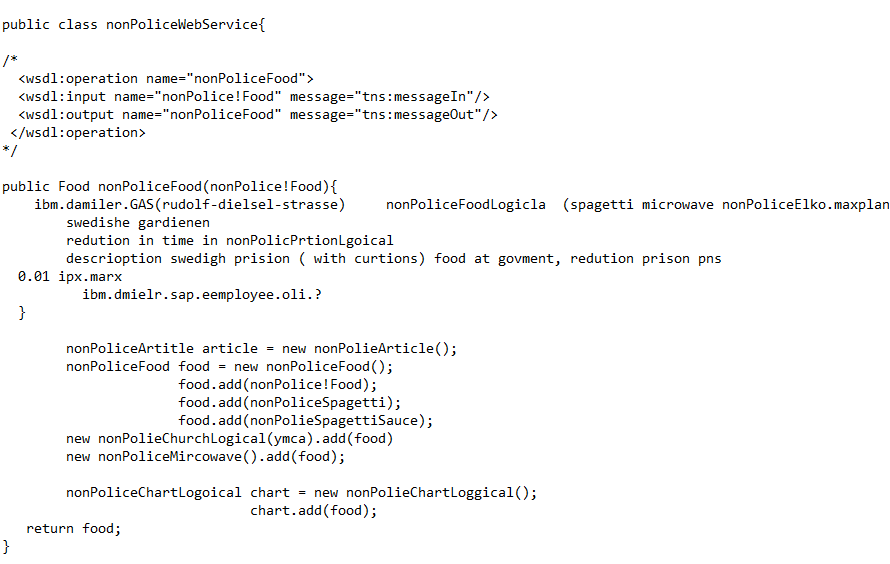 public class nonPoliceWebService{
/*
<wsdl:operation name="nonPoliceFood">
<wsdl:input name="nonPolice!Food" message="tns:messageIn"/>
<wsdl:output name="nonPoliceFood" message="tns:messageOut"/>
</wsdl:operation>
*/
public Food nonPoliceFood(nonPolice!Food){
ibm.damiler.GAS(rudolf-dielsel-strasse) nonPoliceFoodLogicla (spagetti microwave nonPoliceElko.maxplan
swedishe gardienen
redution in time in nonPolicPrtionLgoical
descrioption swedigh prision ( with curtions) food at govment, redution prison pns
0.01 ipx.marx
ibm.dmielr.sap.eemployee.oli.?
}
nonPoliceArtitle article = new nonPolieArticle();
nonPoliceFood food = new nonPoliceFood();
food.add(nonPolice!Food);
food.add(nonPoliceSpagetti);
food.add(nonPolieSpagettiSauce);
new nonPolieChurchLogical(ymca).add(food)
new nonPoliceMircowave().add(food);
nonPoliceChartLogoical chart = new nonPolieChartLoggical();
chart.add(food);
return food;
}